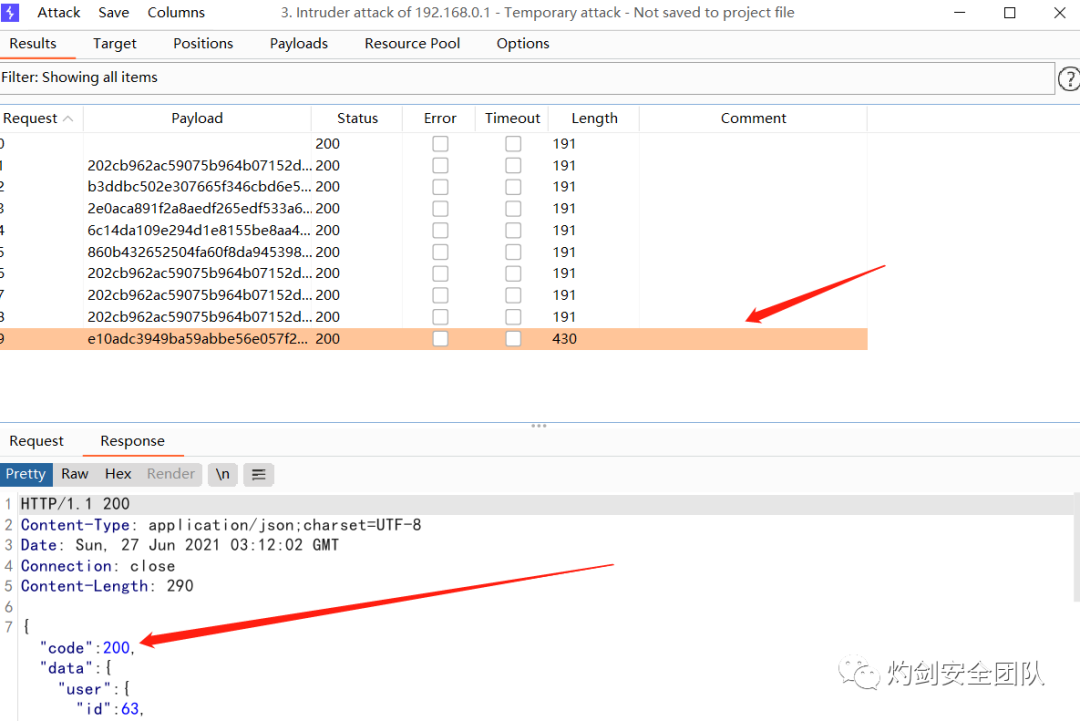 Attack Save Columns 3. Intruder attack of 192.168.0.1 - Temporary attack - Not saved to project file
Results Target Positions Payloads Resource Pool Options
Filter: Showing all items
?
Request Payload Status Error Timeout Length Comment
0 200 191
1 202cb962ac59075b964b07152d... 200 191
2 b3ddbc502e307665f346cbd6e5... 200 191
3 2e0aca891f2a8aedf265edf533a6... 200 191
4 6c14da109e294d1e8155be8aa4... 200 191
5 860b432652504fa60f8da945398... 200 191
6 202cb962ac59075b964b07152d... 200 191
7 202cb962ac59075b964b07152d... 200 191
8 202cb962ac59075b964b07152d... 200 191
9 e10adc3949ba59abbe56e057f2... 200 430
Request Response
Pretty Raw Hex Render \n
1 HTTP/1.1 200
2 Content-Type: application/json;charset=UTF-8
3 Date: Sun, 27 Jun 2021 03:12:02 GMT
4 Connection: close
5 Content-Length: 290
6
7 {
"code":200,
"data":{
"user":{
"id":63,
灼剑安全团队